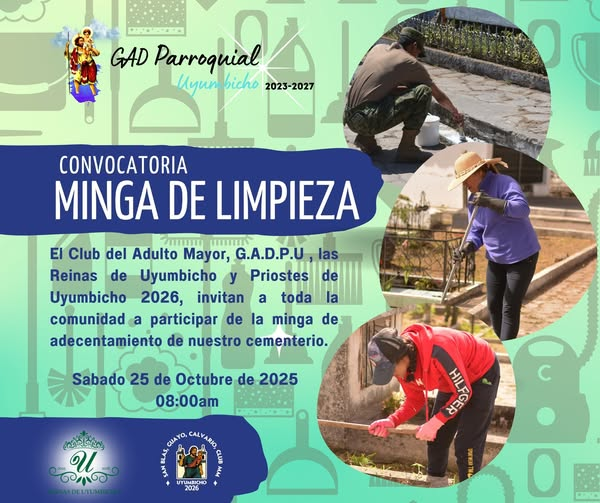 GAD Parroquial
Uyumbicho 2023-2027
CONVOCATORIA
MINGA DE LIMPIEZA
El Club del Adulto Mayor, G.A.D.P.U , las
Reinas de Uyumbicho y Priostes de
Uyumbicho 2026, invitan a toda la
comunidad a participar de la minga de
adecentamiento de nuestro cementerio.
Sabado 25 de Octubre de 2025
08:00am
U
REINAS DE UYUMBICHO
SAN BLAS, GUAYO, CALVARIO, CLUB
UYUMBICHO
2026
HILFIGER